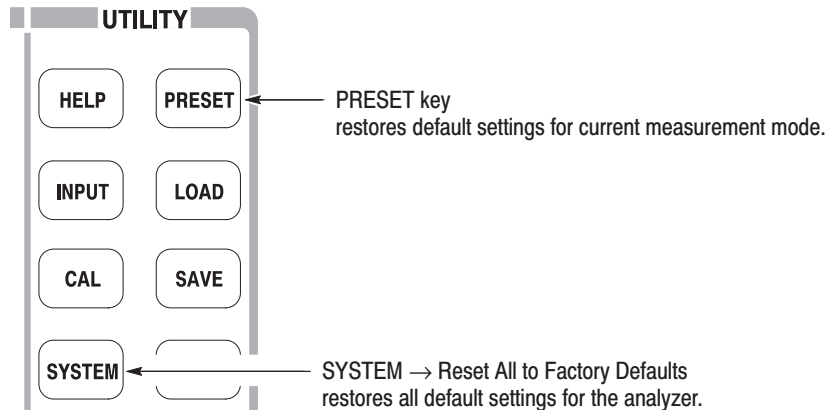 UTILITY
HELP
PRESET
PRESET key
restores default settings for current measurement mode.
INPUT
LOAD
CAL
SAVE
SYSTEM
SYSTEM → Reset All to Factory Defaults
restores all default settings for the analyzer.